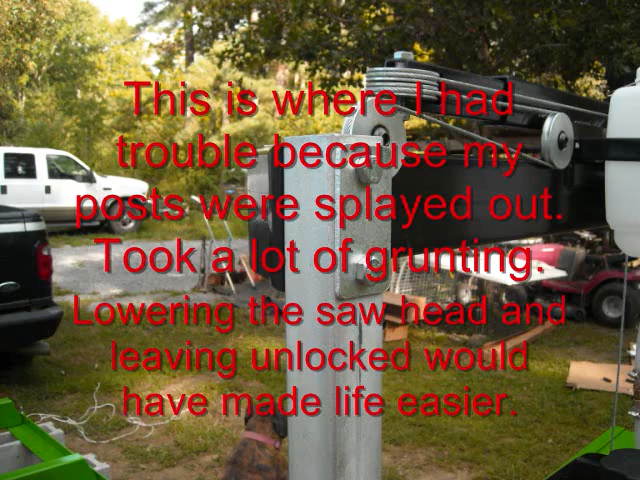 This is where I had
trouble because my
posts were splayed out.
Took a lot of grunting.
Lowering the saw head and
leaving unlocked would
have made life easier.